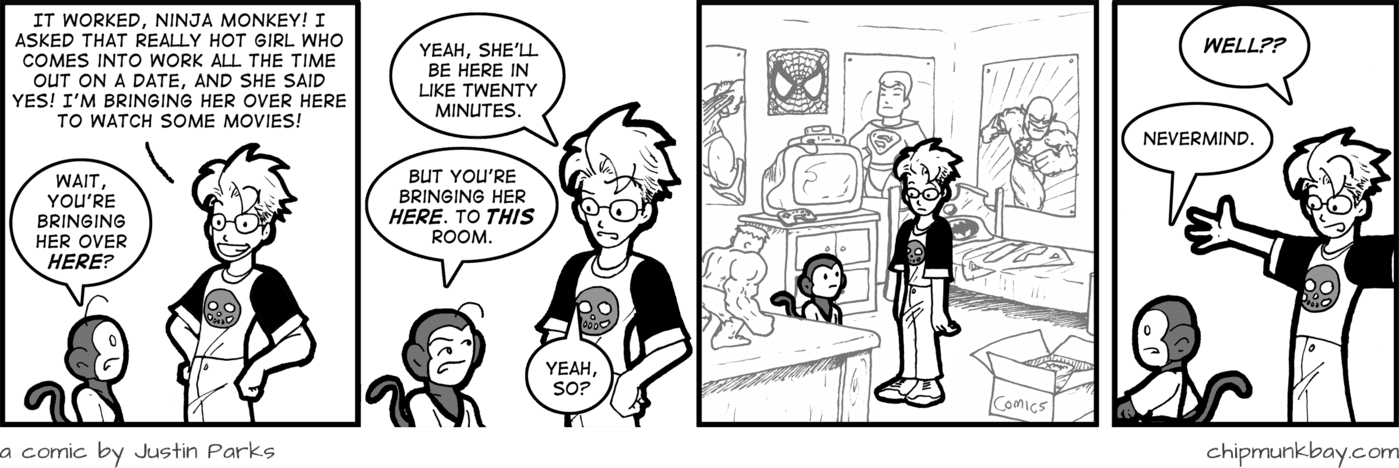 IT WORKED, NINJA MONKEY! I
ASKED THAT REALLY HOT GIRL WHO
COMES INTO WORK ALL THE TIME
OUT ON A DATE, AND SHE SAID
YES! I'M BRINGING HER OVER HERE
TO WATCH SOME MOVIES!
WAIT,
YOU'RE
BRINGING
HER OVER
HERE?
YEAH, SHE'LL
BE HERE IN
LIKE TWENTY
MINUTES.
BUT YOU'RE
BRINGING HER
HERE. TO THIS
ROOM.
YEAH,
SO?
COMICS
WELL??
NEVERMIND.
a comic by Justin Parks
chipmunkbay.com